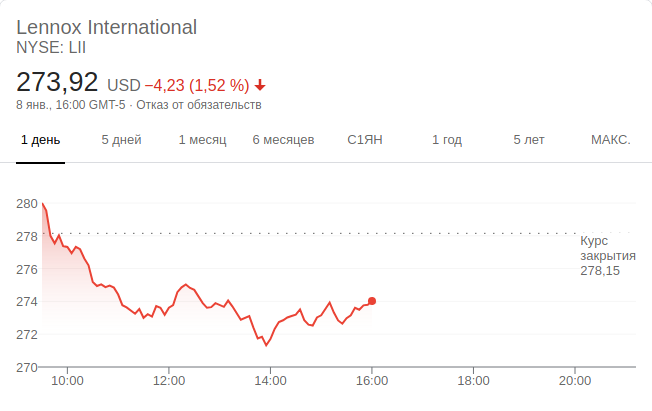 Lennox International
NYSE: LII
273,92 USD −4,23 (1,52 %)
8 янв., 16:00 GMT-5 · Отказ от обязательств
1 день 5 дней 1 месяц 6 месяцев С1ЯН 1 год 5 лет МАКС.
280
278
Курс
закрытия
278,15
276
274
272
270
10:00 12:00 14:00 16:00 18:00 20:00